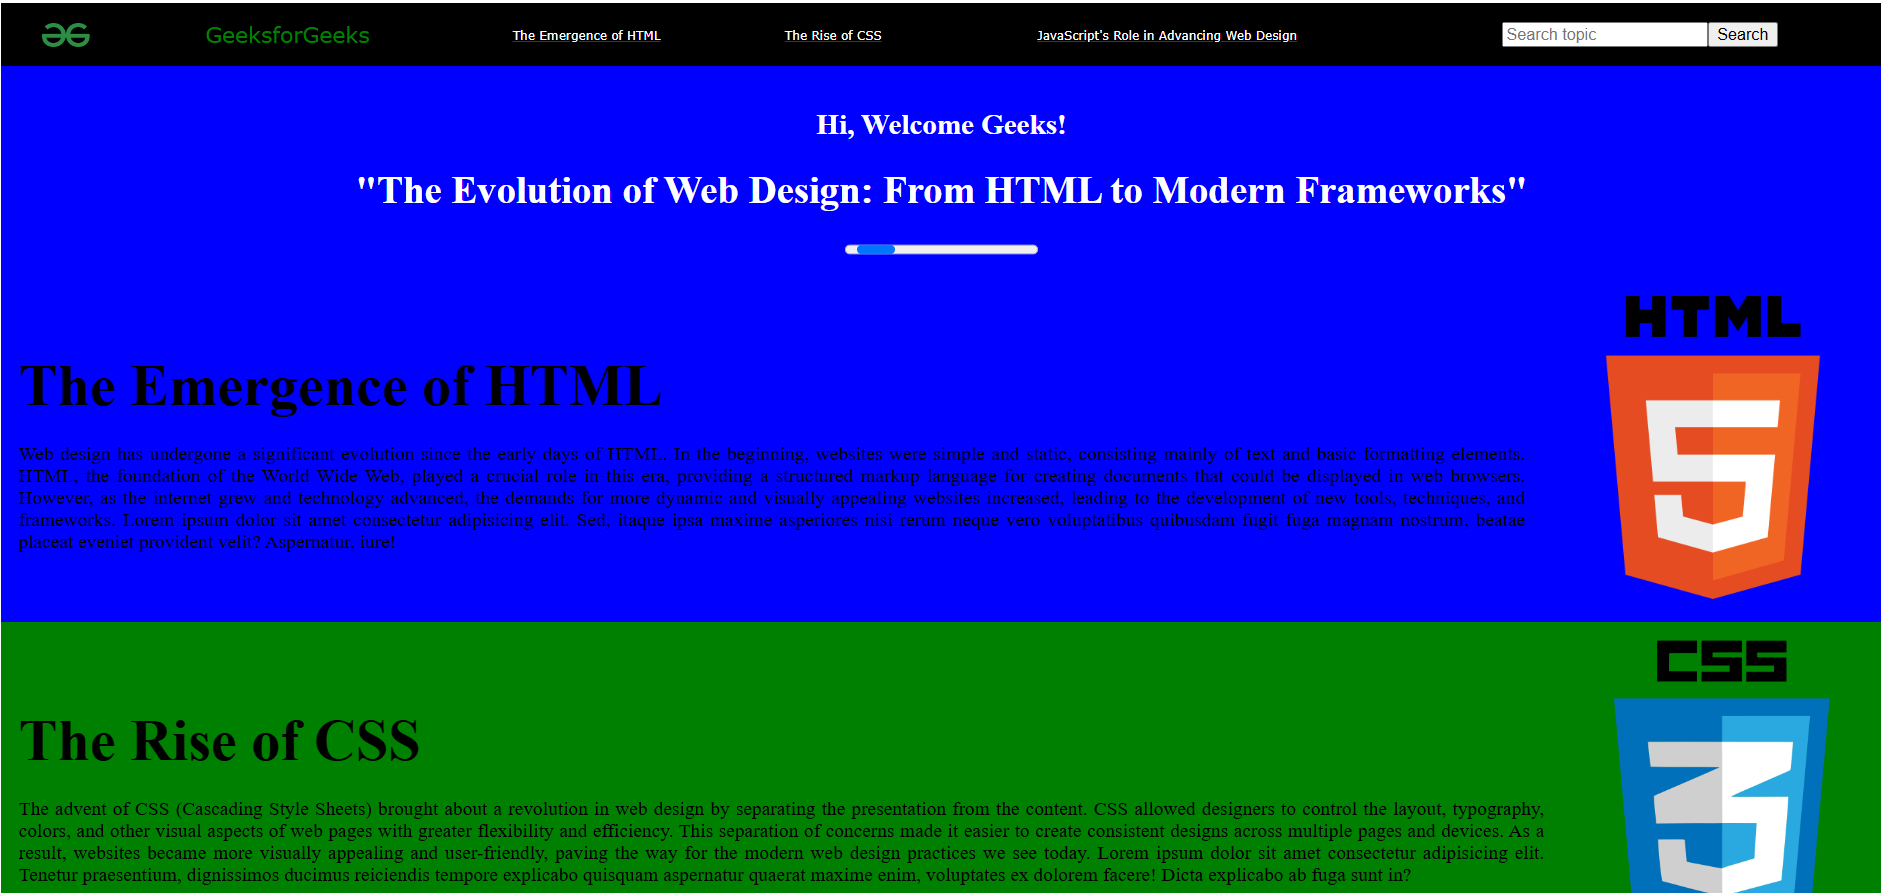 GeeksforGeeks
The Emergence of HTML
The Rise of CSS
JavaScript's Role in Advancing Web Design
Search topic
Search
Hi, Welcome Geeks!
"The Evolution of Web Design: From HTML to Modern Frameworks"
HTML
5
The Emergence of HTML
Web design has undergone a significant evolution since the early days of HTML. In the beginning, websites were simple and static, consisting mainly of text and basic formatting elements.
HTML, the foundation of the World Wide Web, played a crucial role in this era, providing a structured markup language for creating documents that could be displayed in web browsers.
However, as the internet grew and technology advanced, the demands for more dynamic and visually appealing websites increased, leading to the development of new tools, techniques, and
frameworks. Lorem ipsum dolor sit amet consectetur adipisicing elit. Sed, itaque ipsa maxime asperiores nisi rerum neque vero voluptatibus quibusdam fugit fuga magnam nostrum, beatae
placeat eveniet provident velit? Aspernatur, iure!
CSS
3
The Rise of CSS
The advent of CSS (Cascading Style Sheets) brought about a revolution in web design by separating the presentation from the content. CSS allowed designers to control the layout, typography,
colors, and other visual aspects of web pages with greater flexibility and efficiency. This separation of concerns made it easier to create consistent designs across multiple pages and devices. As a
result, websites became more visually appealing and user-friendly, paving the way for the modern web design practices we see today. Lorem ipsum dolor sit amet consectetur adipisicing elit.
Tenetur praesentium, dignissimos ducimus reiciendis tempore explicabo quisquam aspernatur quaerat maxime enim, voluptates ex dolorem facere! Dicta explicabo ab fuga sunt in?